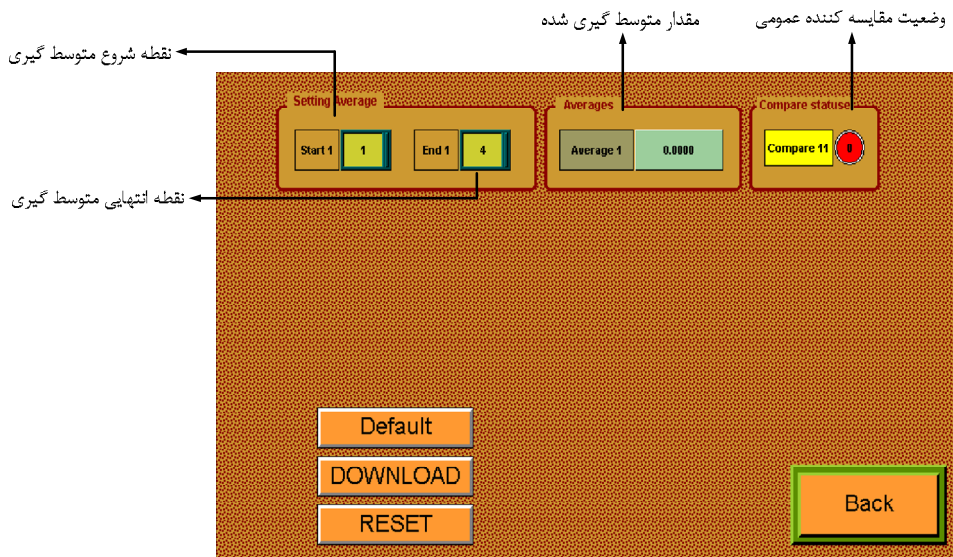 وضعیت مقایسه کننده عمومی
مقدار متوسط گیری شده
نقطه شروع متوسط گیری
Setting Average
Averages
Compare statuse
Start 1
1
End 1
4
Average 1
0.0000
Compare 11
0
نقطه انتهایی متوسط گیری
Default
DOWNLOAD
RESET
Back